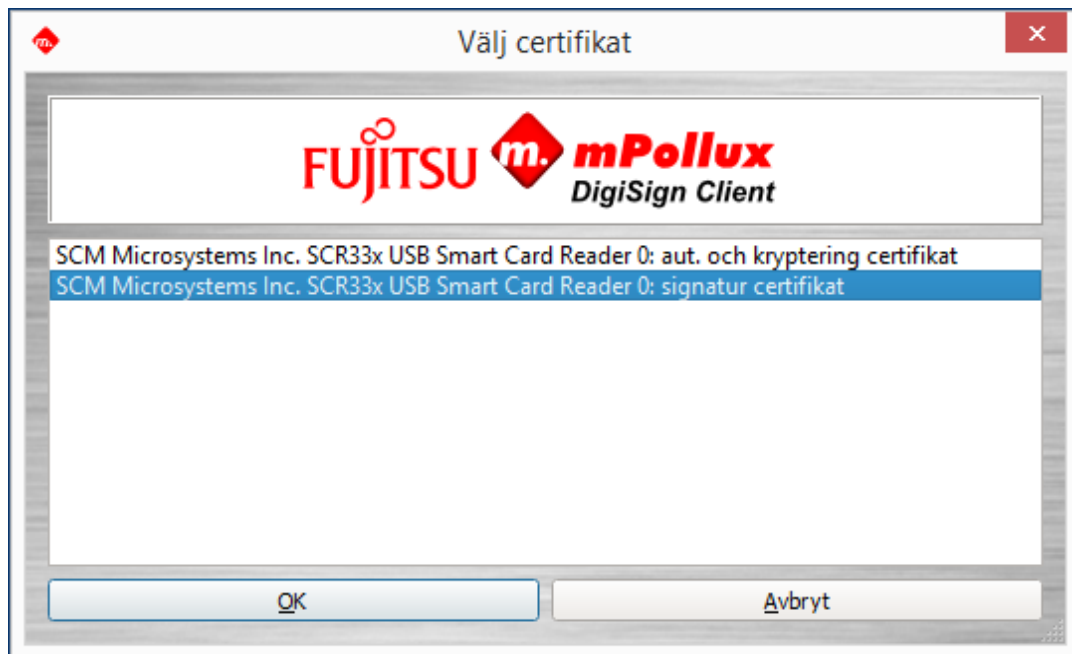 m.
Välj certifikat
FUJITSU m. mPollux
DigiSign Client
SCM Microsystems Inc. SCR33x USB Smart Card Reader 0: aut. och kryptering certifikat
SCM Microsystems Inc. SCR33x USB Smart Card Reader 0: signatur certifikat
OK
Avbryt